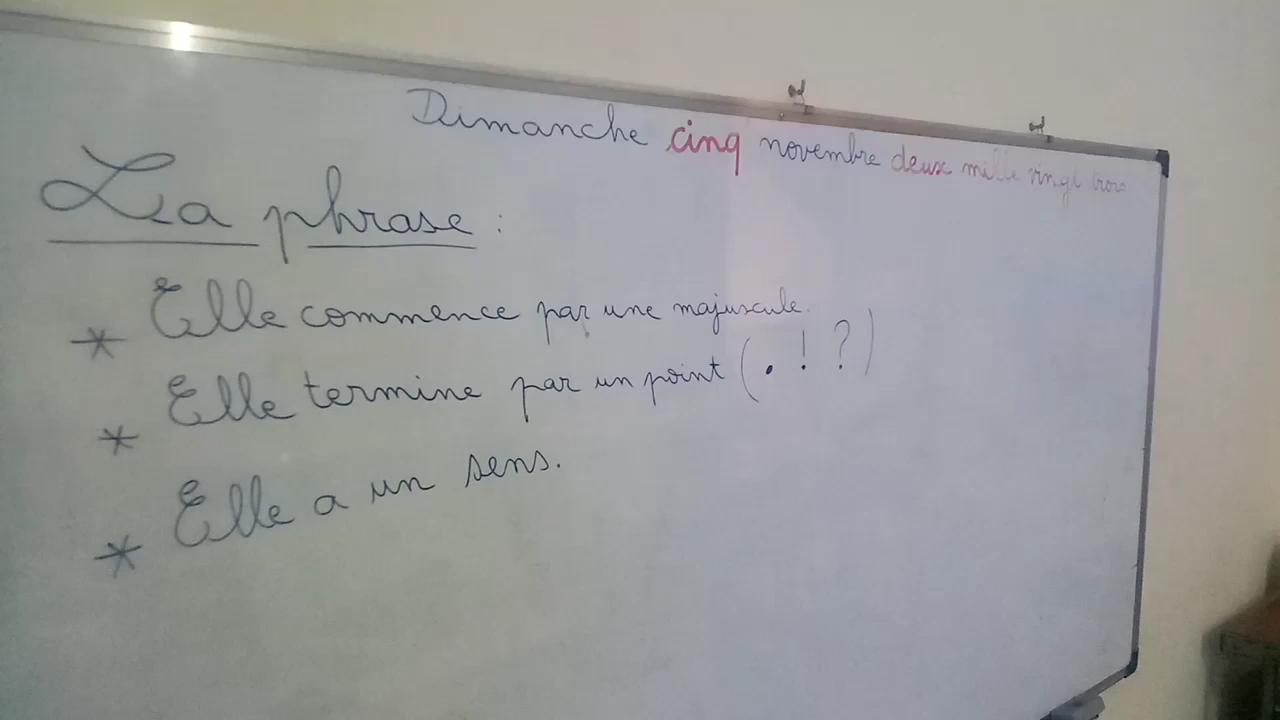 Dimanche cinq novembre deux mille vingt trois
La phrase :
* Elle commence par une majuscule.
* Elle termine par un point (. ! ?)
* Elle a un sens.